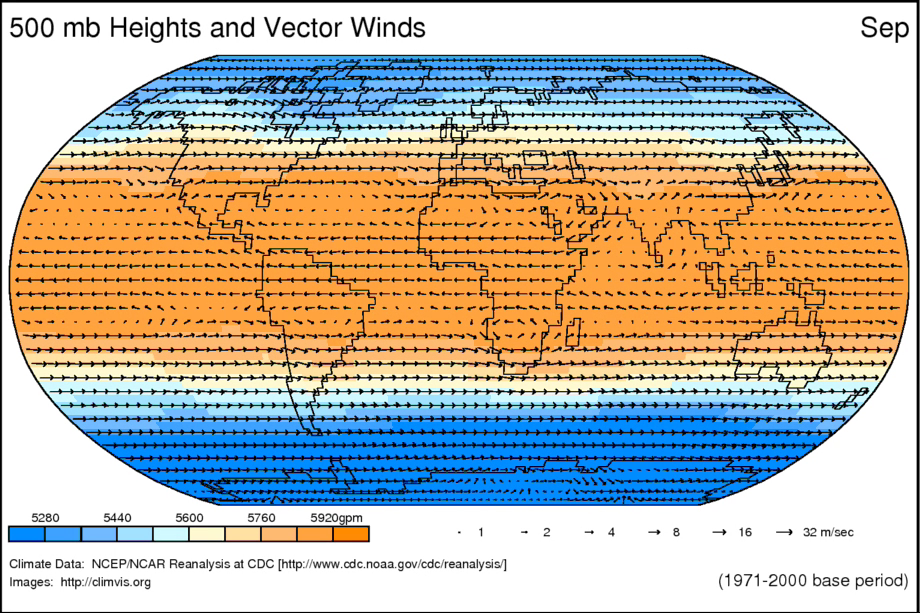 500 mb Heights and Vector Winds Sep
5280 5440 5600 5760 5920gpm
1 2 4 8 16 32 m/sec
Climate Data: NCEP/NCAR Reanalysis at CDC [http://www.cdc.noaa.gov/cdc/reanalysis/]
Images: http://climvis.org
(1971-2000 base period)